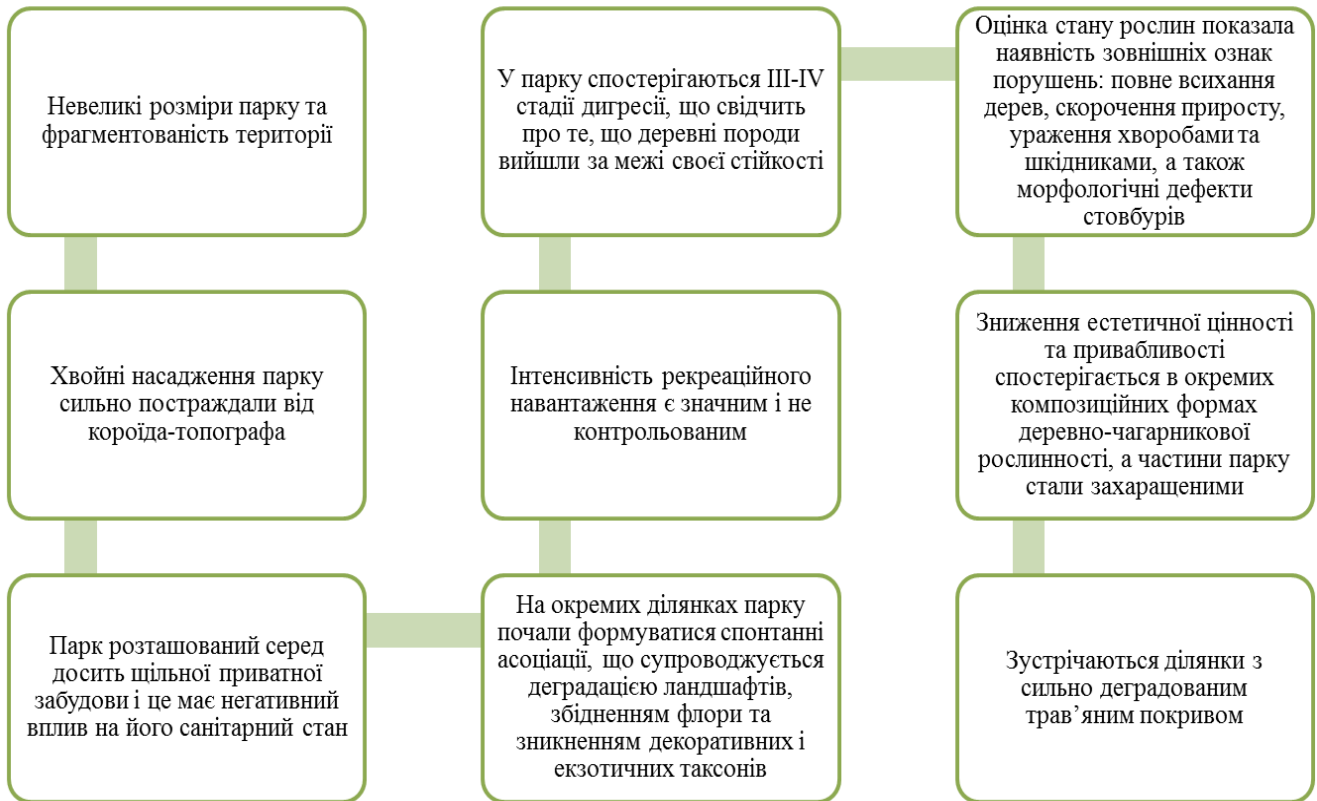 Невеликі розміри парку та
фрагментованість території
Хвойні насадження парку
сильно постраждали від
короїда-топографа
Парк розташований серед
досить щільної приватної
забудови і це має негативний
вплив на його санітарний стан
На окремих ділянках парку
почали формуватися спонтанні
асоціації, що супроводжується
деградацією ландшафтів,
збідненням флори та
зникненням декоративних і
екзотичних таксонів
Інтенсивність рекреаційного
навантаження є значним і не
контрольованим
У парку спостерігаються III-IV
стадії дигресії, що свідчить
про те, що деревні породи
вийшли за межі своєї стійкості
Оцінка стану рослин показала
наявність зовнішніх ознак
порушень: повне всихання
дерев, скорочення приросту,
ураження хворобами та
шкідниками, а також
морфологічні дефекти
стовбурів
Зниження естетичної цінності
та привабливості
спостерігається в окремих
композиційних формах
деревно-чагарникової
рослинності, а частини парку
стали захаращеними
Зустрічаються ділянки з
сильно деградованим
трав’яним покривом